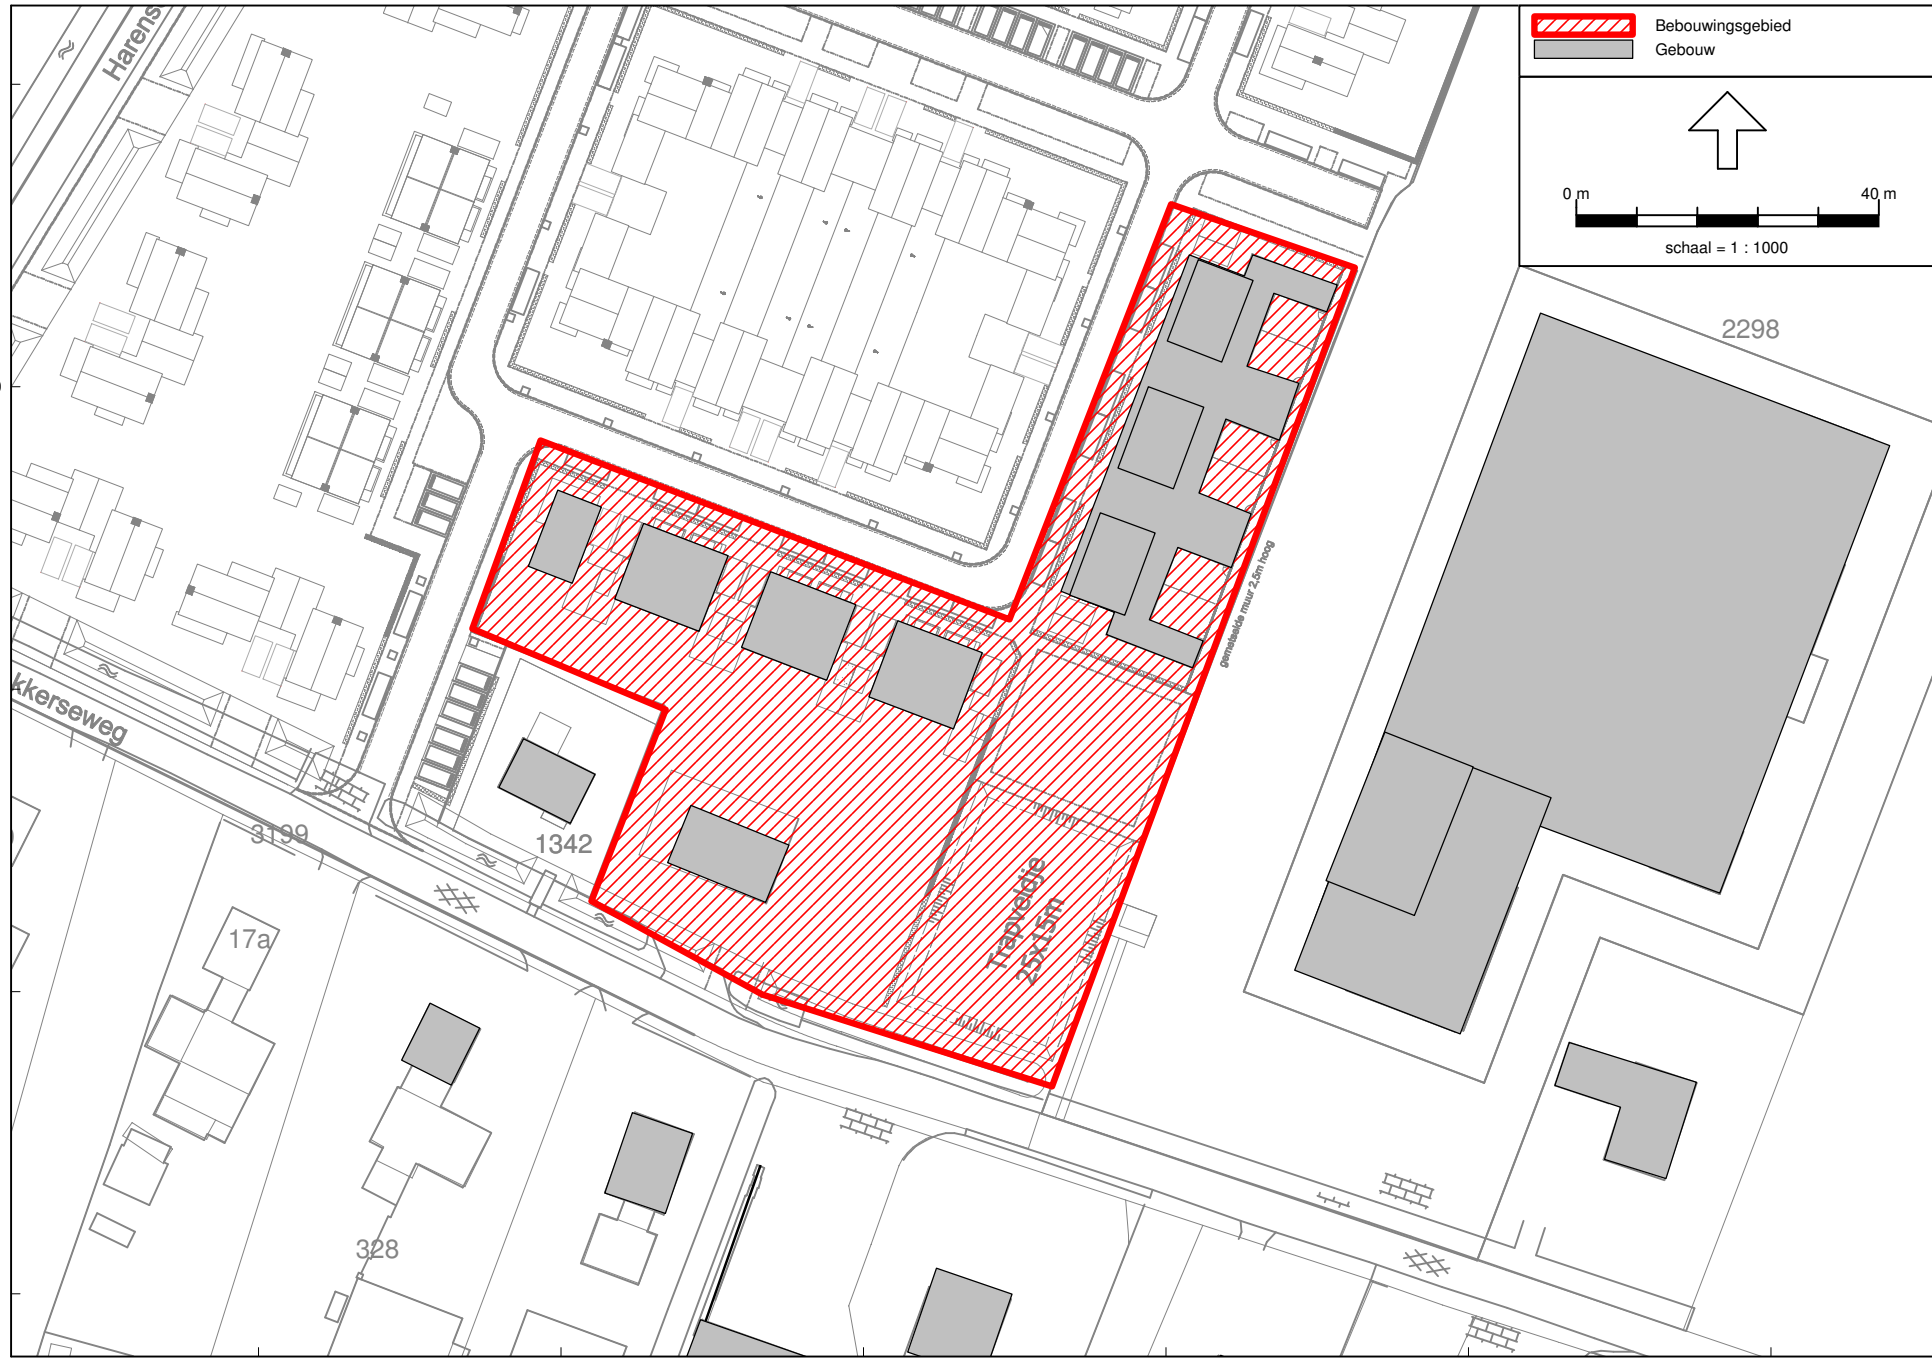 Harens
Bebouwingsgebied
Gebouw
0 m
40 m
schaal = 1 : 1000
2298
gemetselde muur 2,5m hoog
kkerseweg
3199
1342
Trapveldje
25x15m
17a
328